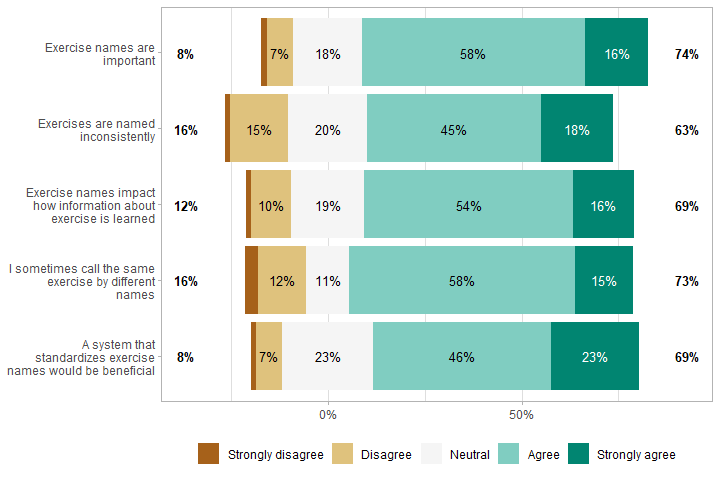 Exercise names are
important
8%
7%
18%
58%
16%
74%
Exercises are named
inconsistently
16%
15%
20%
45%
18%
63%
Exercise names impact
how information about
exercise is learned
12%
10%
19%
54%
16%
69%
I sometimes call the same
exercise by different
names
16%
12%
11%
58%
15%
73%
A system that
standardizes exercise
names would be beneficial
8%
7%
23%
46%
23%
69%
0%
50%
Strongly disagree
Disagree
Neutral
Agree
Strongly agree